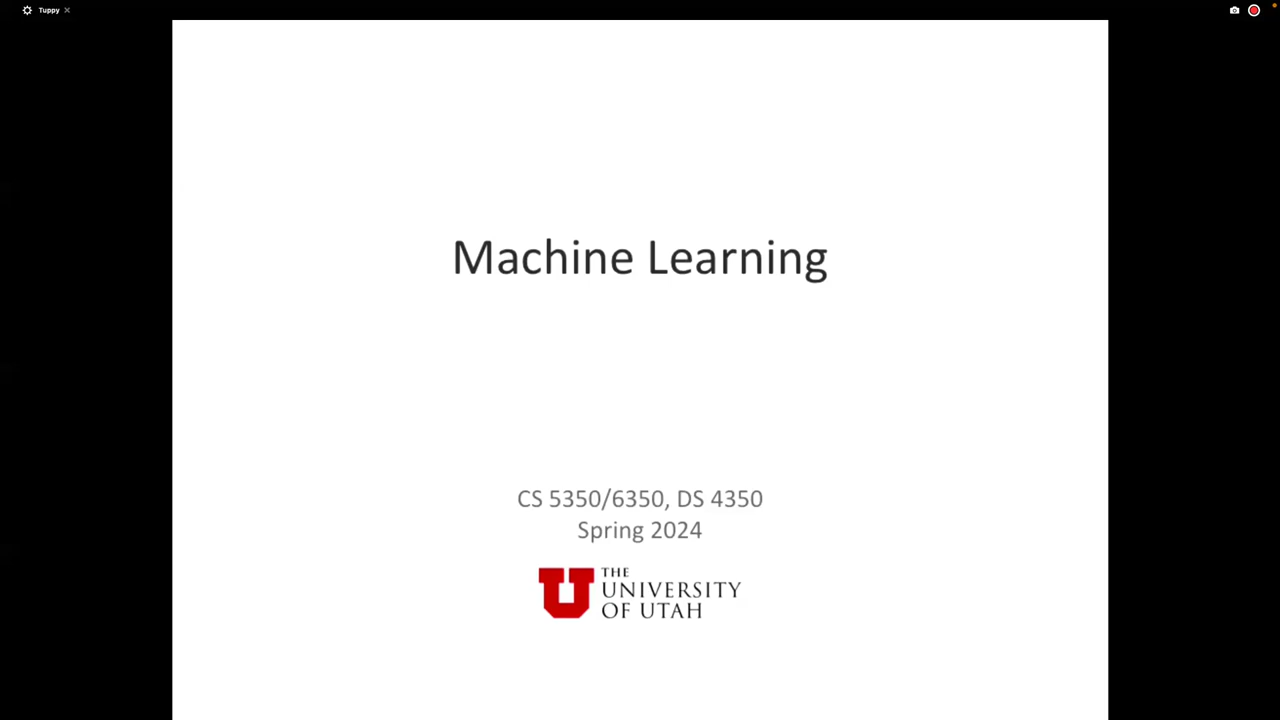 Tuppy
Machine Learning
CS 5350/6350, DS 4350
Spring 2024
THE
UNIVERSITY
OF UTAH